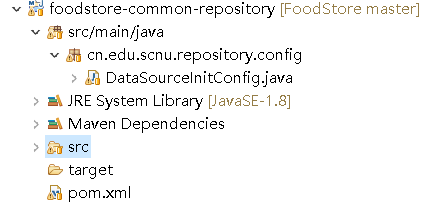 foodstore-common-repository [FoodStore master]
src/main/java
cn.edu.scnu.repository.config
DataSourceInitConfig.java
JRE System Library [JavaSE-1.8]
Maven Dependencies
src
target
pom.xml